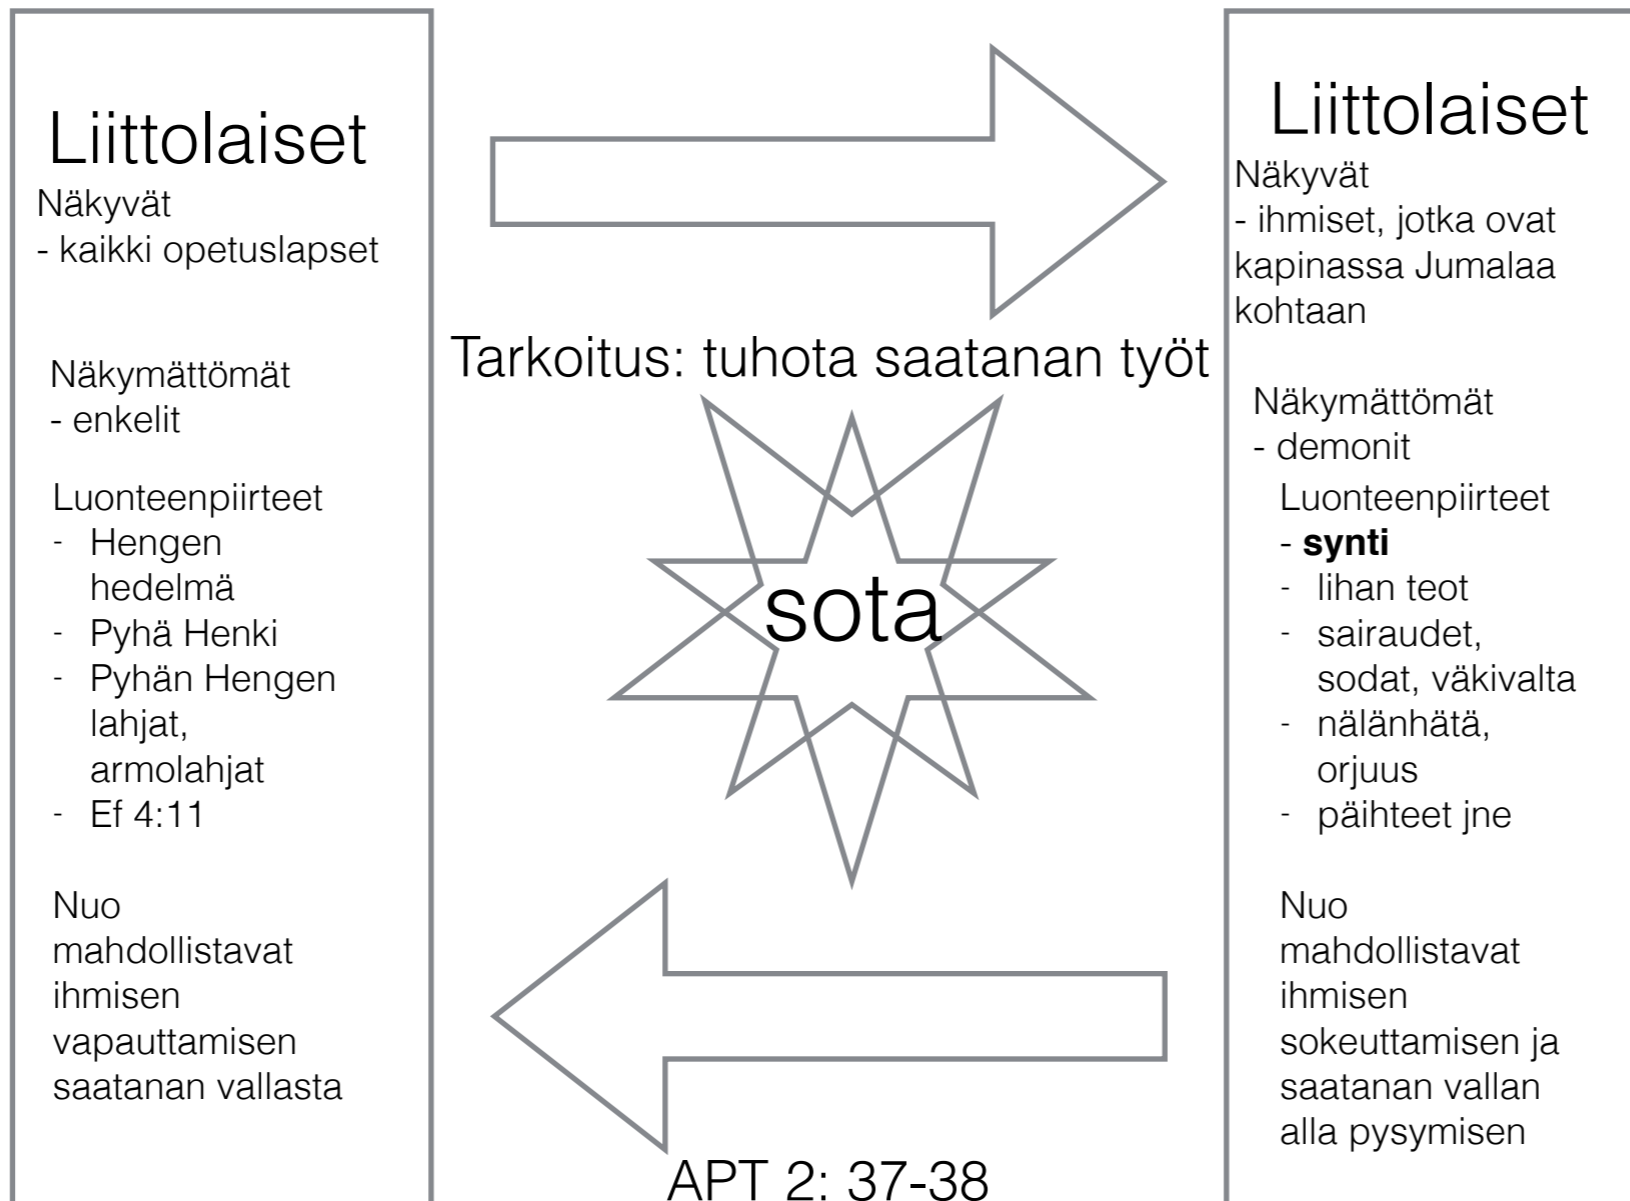 Liittolaiset
Näkyvät
- kaikki opetuslapset
Näkymättömät
- enkelit
Luonteenpiirteet
- Hengen
hedelmä
- Pyhä Henki
- Pyhän Hengen
lahjat,
armolahjat
- Ef 4:11
Nuo
mahdollistavat
ihmisen
vapauttamisen
saatanan vallasta
Tarkoitus: tuhota saatanan työt
sota
APT 2: 37-38
Liittolaiset
Näkyvät
- ihmiset, jotka ovat
kapinassa Jumalaa
kohtaan
Näkymättömät
- demonit
Luonteenpiirteet
- synti
- lihan teot
- sairaudet,
sodat, väkivalta
- nälänhätä,
orjuus
- päihteet jne
Nuo
mahdollistavat
ihmisen
sokeuttamisen ja
saatanan vallan
alla pysymisen